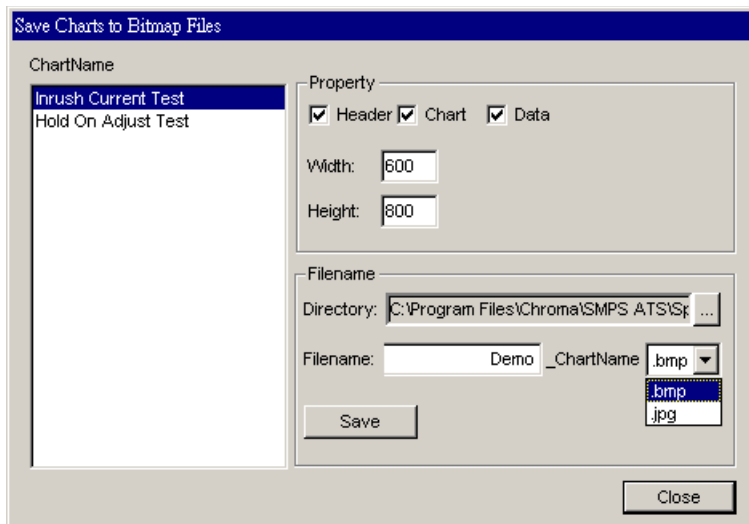 Save Charts to Bitmap Files
ChartName
Inrush Current Test
Hold On Adjust Test
Property
Header Chart Data
Width: 600
Height: 800
Filename
Directory: C:\Program Files\Chroma\SMPS ATS\Sp ...
Filename: Demo _ChartName .bmp
.bmp
.jpg
Save
Close